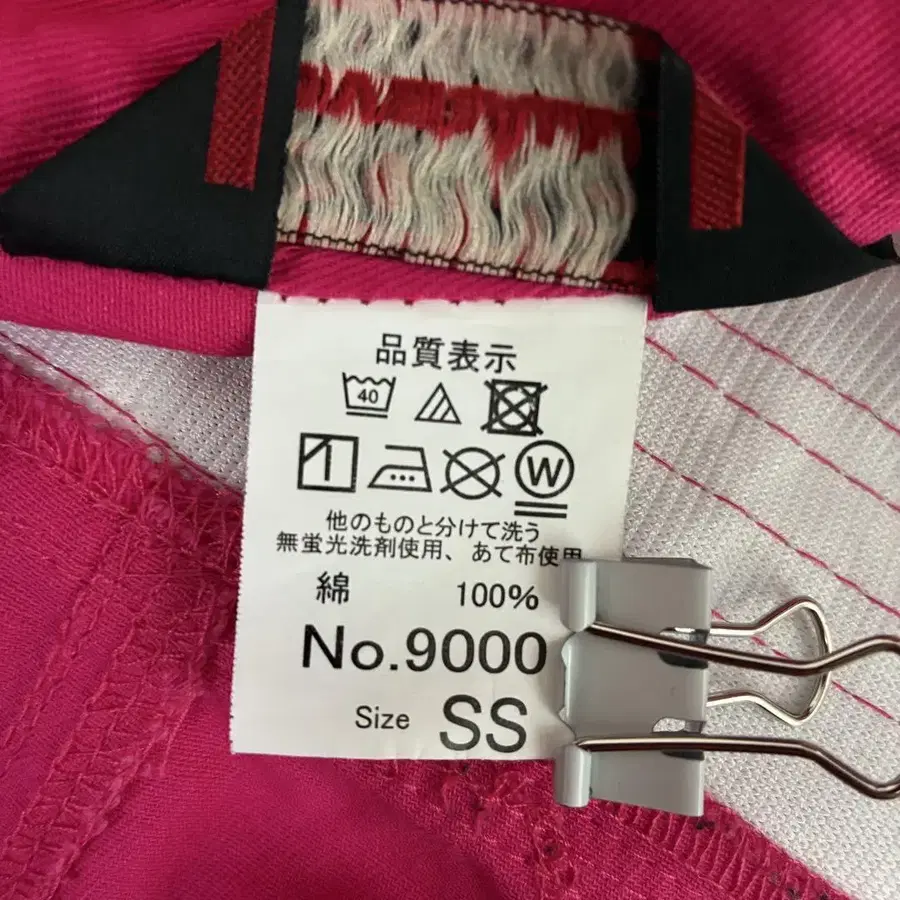 品質表示
40
W
他のものと分けて洗う
無蛍光洗剤使用、あて布使用
綿 100%
No.9000
Size SS